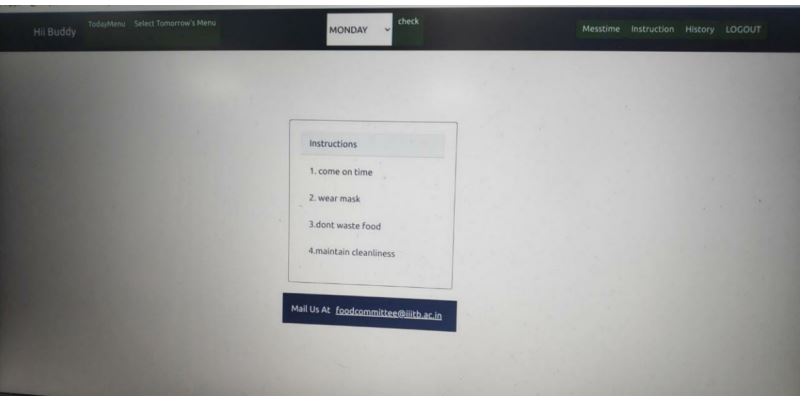 Hii Buddy TodayMenu Select Tomorrow's Menu MONDAY check Messtime Instruction History LOGOUT
Instructions
1. come on time
2. wear mask
3.dont waste food
4.maintain cleanliness
Mail Us At foodcommittee@iiitb.ac.in